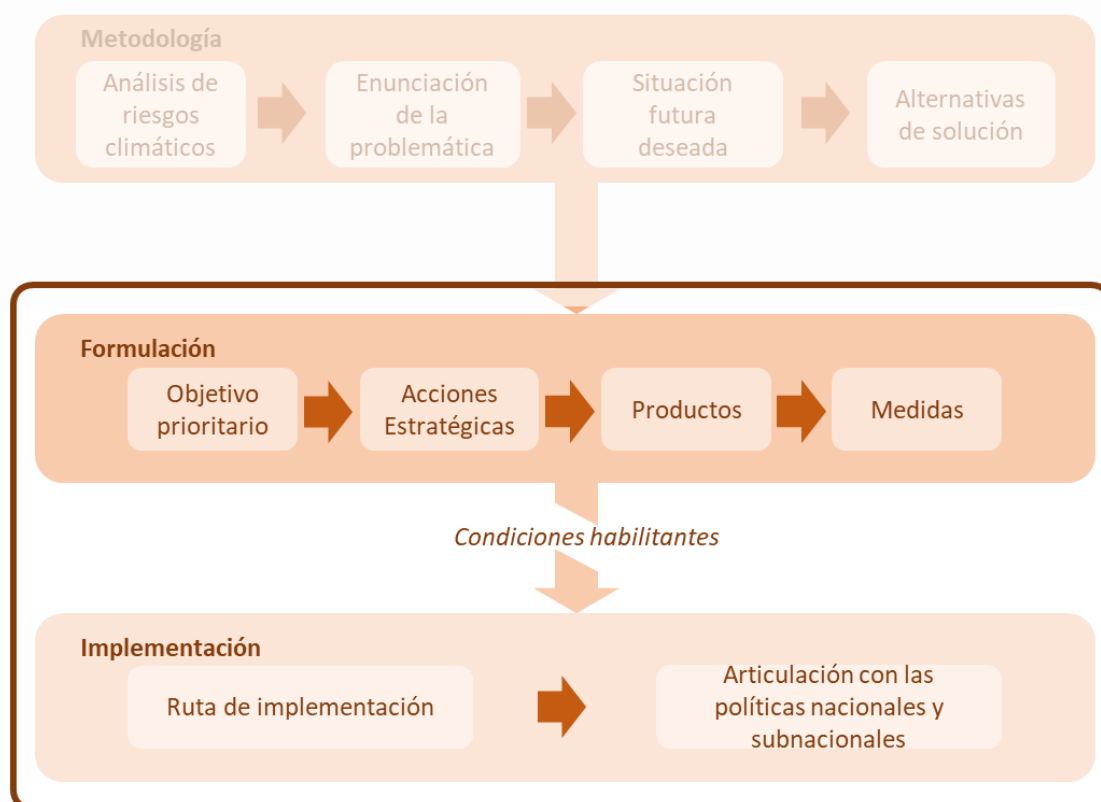 Metodología
Análisis de
riesgos
climáticos
Enunciación
de la
problemática
Situación
futura
deseada
Alternativas
de solución
Formulación
Objetivo
prioritario
Acciones
Estratégicas
Productos
Medidas
Condiciones habilitantes
Implementación
Ruta de implementación
Articulación con las
políticas nacionales y
subnacionales